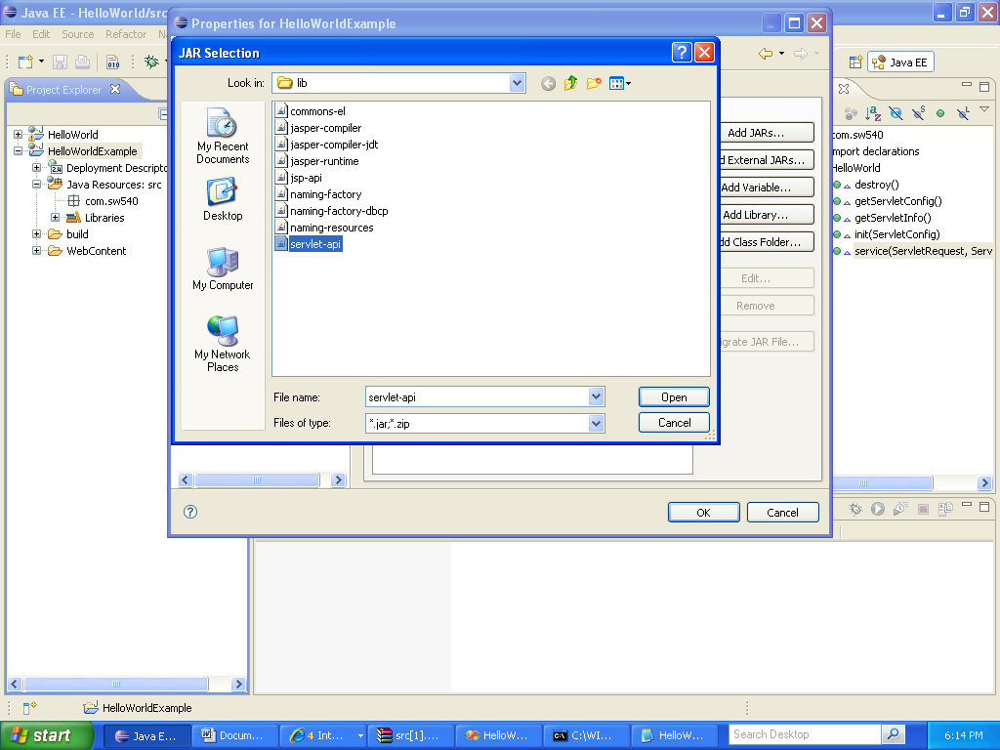 Java EE - HelloWorld/src
File Edit Source Refactor
Project Explorer
HelloWorld
HelloWorldExample
Deployment Descripto
Java Resources: src
com.sw540
Libraries
build
WebContent
Properties for HelloWorldExample
JAR Selection
Look in: lib
My Recent
Documents
Desktop
My Computer
My Network
Places
commons-el
jasper-compiler
jasper-compiler-jdt
jasper-runtime
jsp-api
naming-factory
naming-factory-dbcp
naming-resources
servlet-api
File name: servlet-api Open
Files of type: *.jar;*.zip Cancel
Add JARs...
d External JARs...
Add Variable...
Add Library...
dd Class Folder...
Edit...
Remove
igrate JAR File...
OK Cancel
Java EE
com.sw540
mport declarations
HelloWorld
destroy()
getServletConfig()
getServletInfo()
init(ServletConfig)
service(ServletRequest, Serv
HelloWorldExample
start Java E... Docum... 4 Int... src[1].... HelloW... C:\WI... HelloW... Search Desktop 6:14 PM